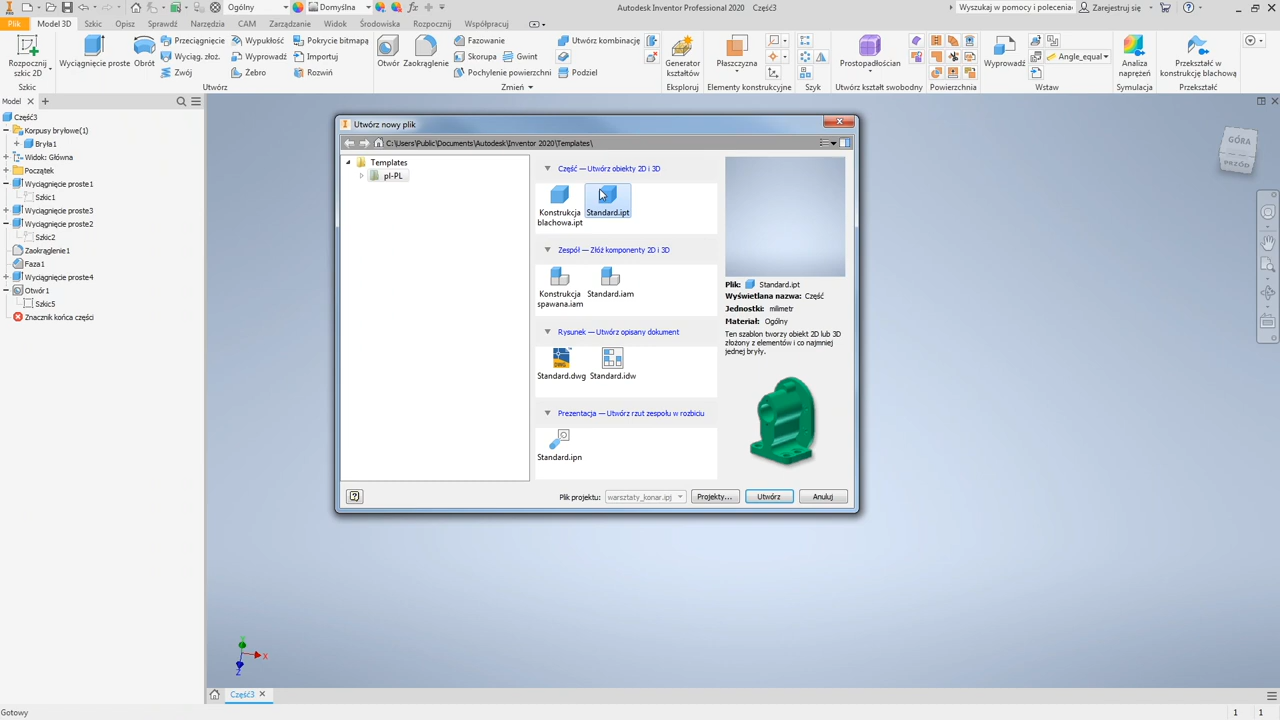 Ogólny Domyślna Autodesk Inventor Professional 2020 Część3 Wyszukaj w pomocy i polecenia Zarejestruj się
Plik Model 3D Szkic Opisz Sprawdź Narzędzia CAM Zarządzanie Widok Środowiska Rozpocznij Współpracuj
Rozpocznij szkic 2D
Wyciągnięcie proste
Obrót
Przeciągnięcie
Wyciąg. złoż.
Zwój
Wypukłość
Wyprowadź
Żebro
Pokrycie bitmapą
Importuj
Rozwiń
Otwór
Zaokrąglenie
Fazowanie
Skorupa
Gwint
Pochylenie powierzchni
Utwórz kombinację
Podziel
Generator kształtów
Płaszczyzna
Prostopadłościan
Wyprowadź
Angle_equal
Analiza naprężeń
Przekształć w konstrukcję blachową
Szkic Utwórz Zmień Eksploruj Elementy konstrukcyjne Szyk Utwórz kształt swobodny Powierzchnia Wstaw Symulacja Przekształć
Model
Część3
Korpusy bryłowe(1)
Bryła1
Widok: Główna
Początek
Wyciągnięcie proste1
Szkic1
Wyciągnięcie proste3
Wyciągnięcie proste2
Szkic2
Zaokrąglenie1
Faza1
Wyciągnięcie proste4
Otwór1
Szkic5
Znacznik końca części
GÓRA
PRZÓD
Utwórz nowy plik
C:\Users\Public\Documents\Autodesk\Inventor 2020\Templates\
Templates
pl-PL
Część — Utwórz obiekty 2D i 3D
Konstrukcja blachowa.ipt
Standard.ipt
Zespół — Złóż komponenty 2D i 3D
Konstrukcja spawana.iam
Standard.iam
Rysunek — Utwórz opisany dokument
DWG
Standard.dwg
Standard.idw
Prezentacja — Utwórz rzut zespołu w rozbiciu
Standard.ipn
Plik: Standard.ipt
Wyświetlana nazwa: Część
Jednostki: milimetr
Materiał: Ogólny
Ten szablon tworzy obiekt 2D lub 3D
złożony z elementów i co najmniej
jednej bryły.
Plik projektu: warsztaty_konar.ipj Projekty... Utwórz Anuluj
Y
X
Z
Część3
Gotowy 1 1